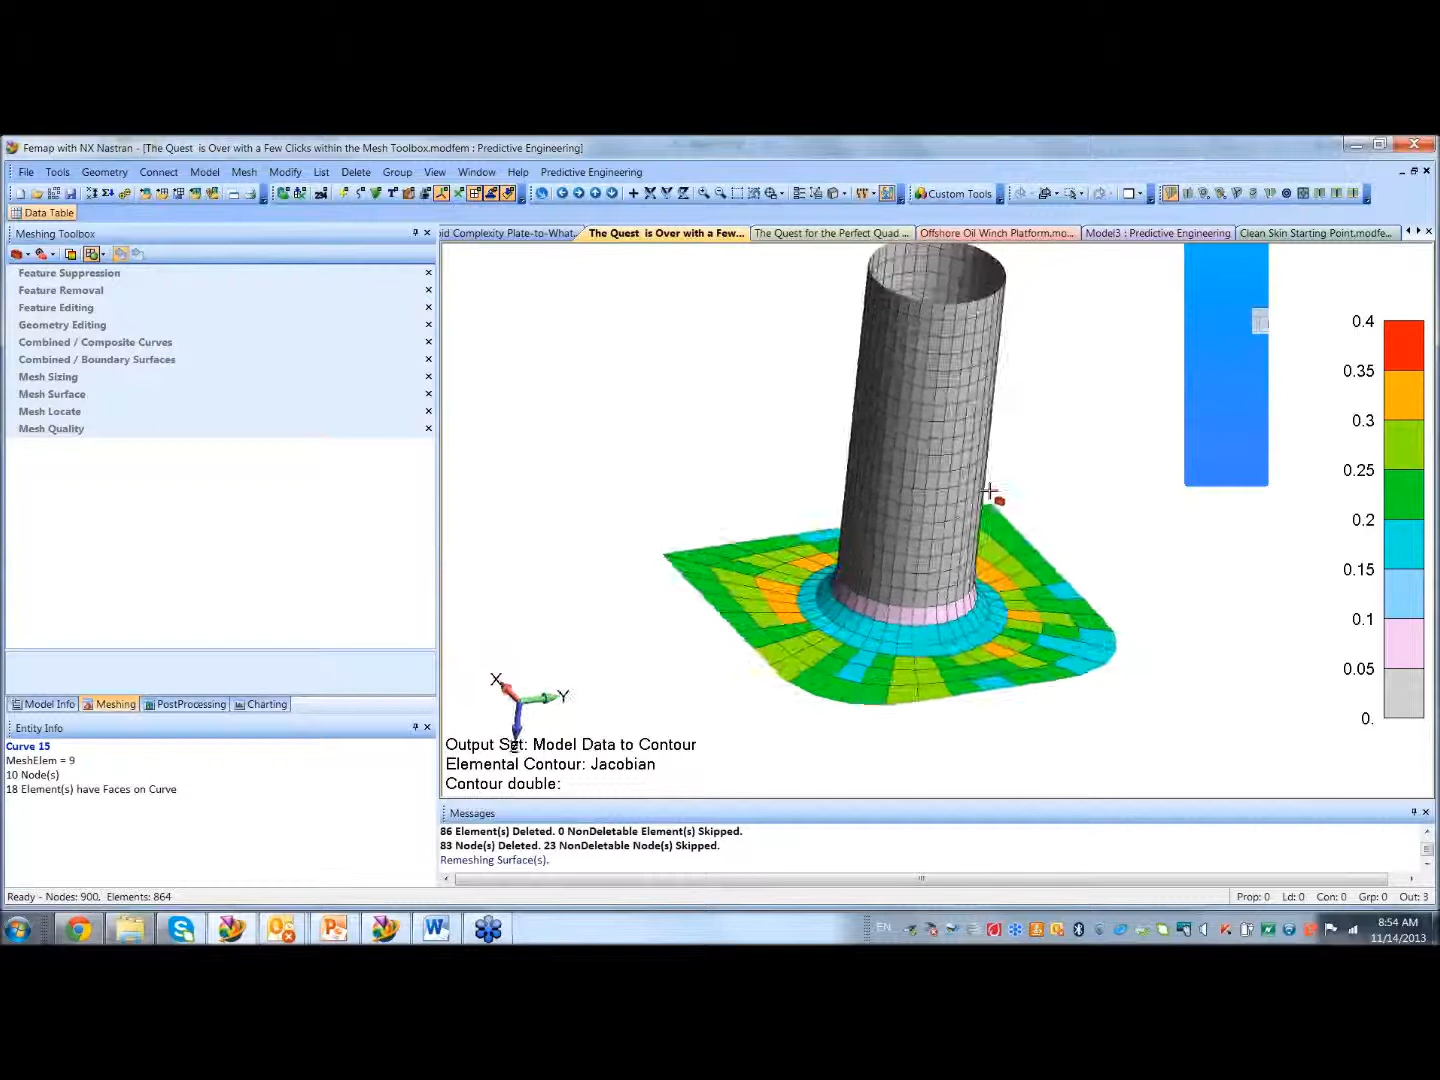 Femap with NX Nastran - [The Quest is Over with a Few Clicks within the Mesh Toolbox.modfem : Predictive Engineering]
File Tools Geometry Connect Mesh Modify List Delete Group View Window Help Predictive Engineering
Custom Tools
Data Table
Meshing Toolbox
oid Complexity Plate-to-What... The Quest is Over with a Few... The Quest for the Perfect Quad ... Offshore Oil Winch Platform.mo... Model3 : Predictive Engineering Clean Skin Starting Point.modfe...
Feature Suppression
Feature Removal
Feature Editing
Geometry Editing
Combined / Composite Curves
Combined / Boundary Surfaces
Mesh Sizing
Mesh Surface
Mesh Locate
Mesh Quality
0.4
0.35
0.3
0.25
0.2
0.15
0.1
0.05
0.
X
Y
Z
Output Set: Model Data to Contour
Elemental Contour: Jacobian
Contour double:
Model Info Meshing PostProcessing Charting
Entity Info
Curve 15
MeshElem = 9
10 Node(s)
18 Element(s) have Faces on Curve
Messages
86 Element(s) Deleted. 0 NonDeletable Element(s) Skipped.
83 Node(s) Deleted. 23 NonDeletable Node(s) Skipped.
Remeshing Surface(s).
Ready - Nodes: 900, Elements: 864
Prop: 0 Ld: 0 Con: 0 Grp: 0 Out: 3
EN
8:54 AM
11/14/2013